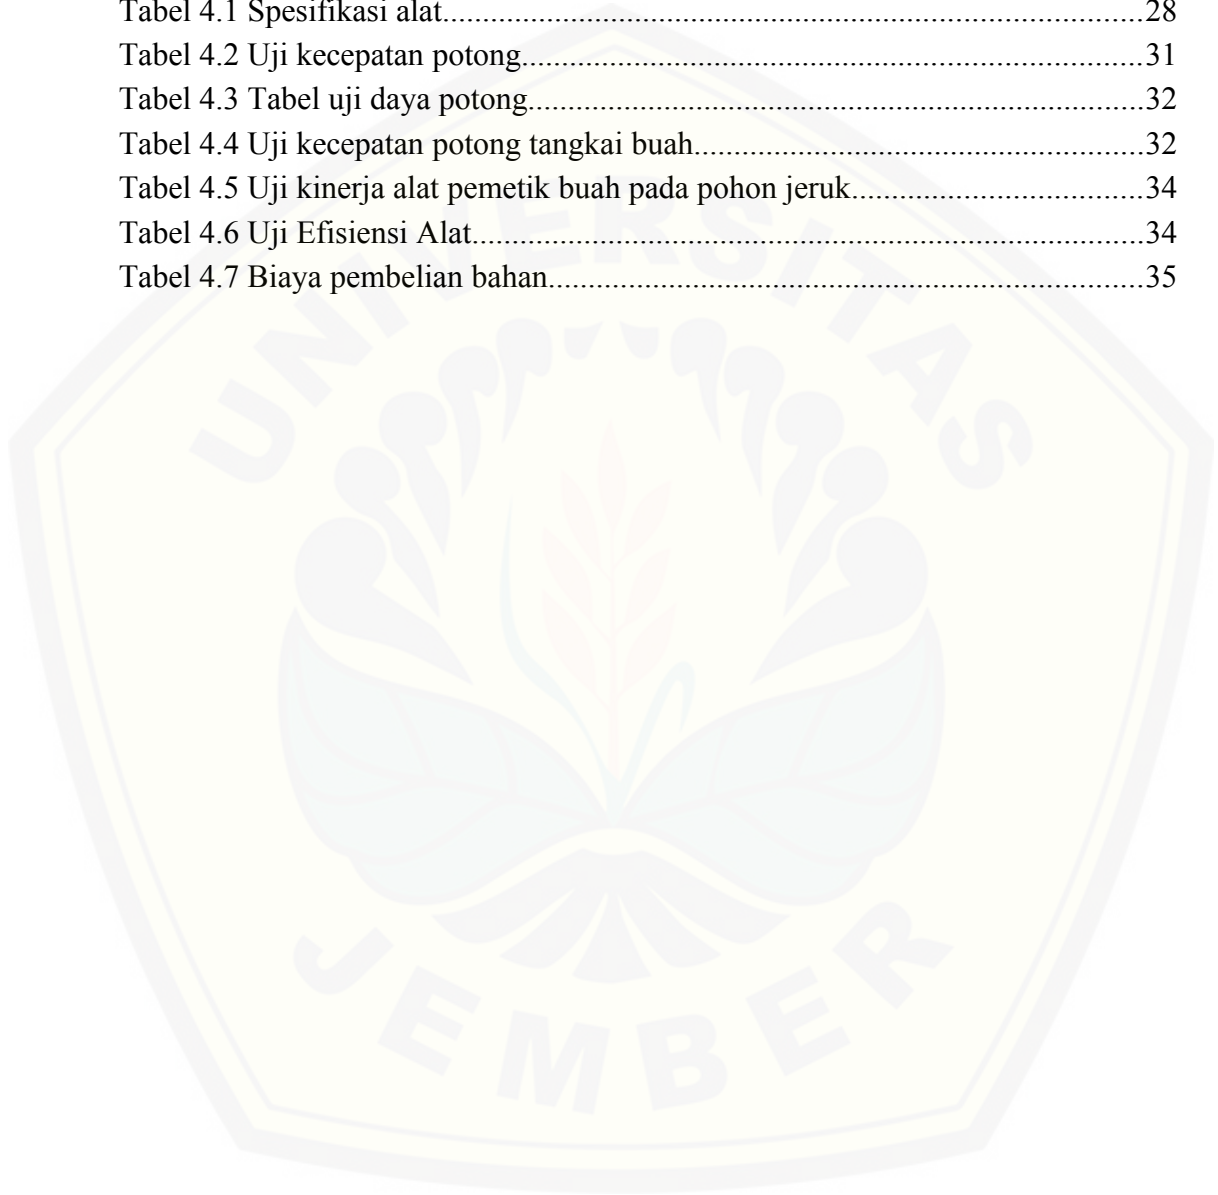 Tabel 4.1 Spesifikasi alat........................................................................................28
Tabel 4.2 Uji kecepatan potong..............................................................................31
Tabel 4.3 Tabel uji daya potong.............................................................................32
Tabel 4.4 Uji kecepatan potong tangkai buah.........................................................32
Tabel 4.5 Uji kinerja alat pemetik buah pada pohon jeruk.....................................34
Tabel 4.6 Uji Efisiensi Alat....................................................................................34
Tabel 4.7 Biaya pembelian bahan...........................................................................35
UNIVERSITAS
JEMBER